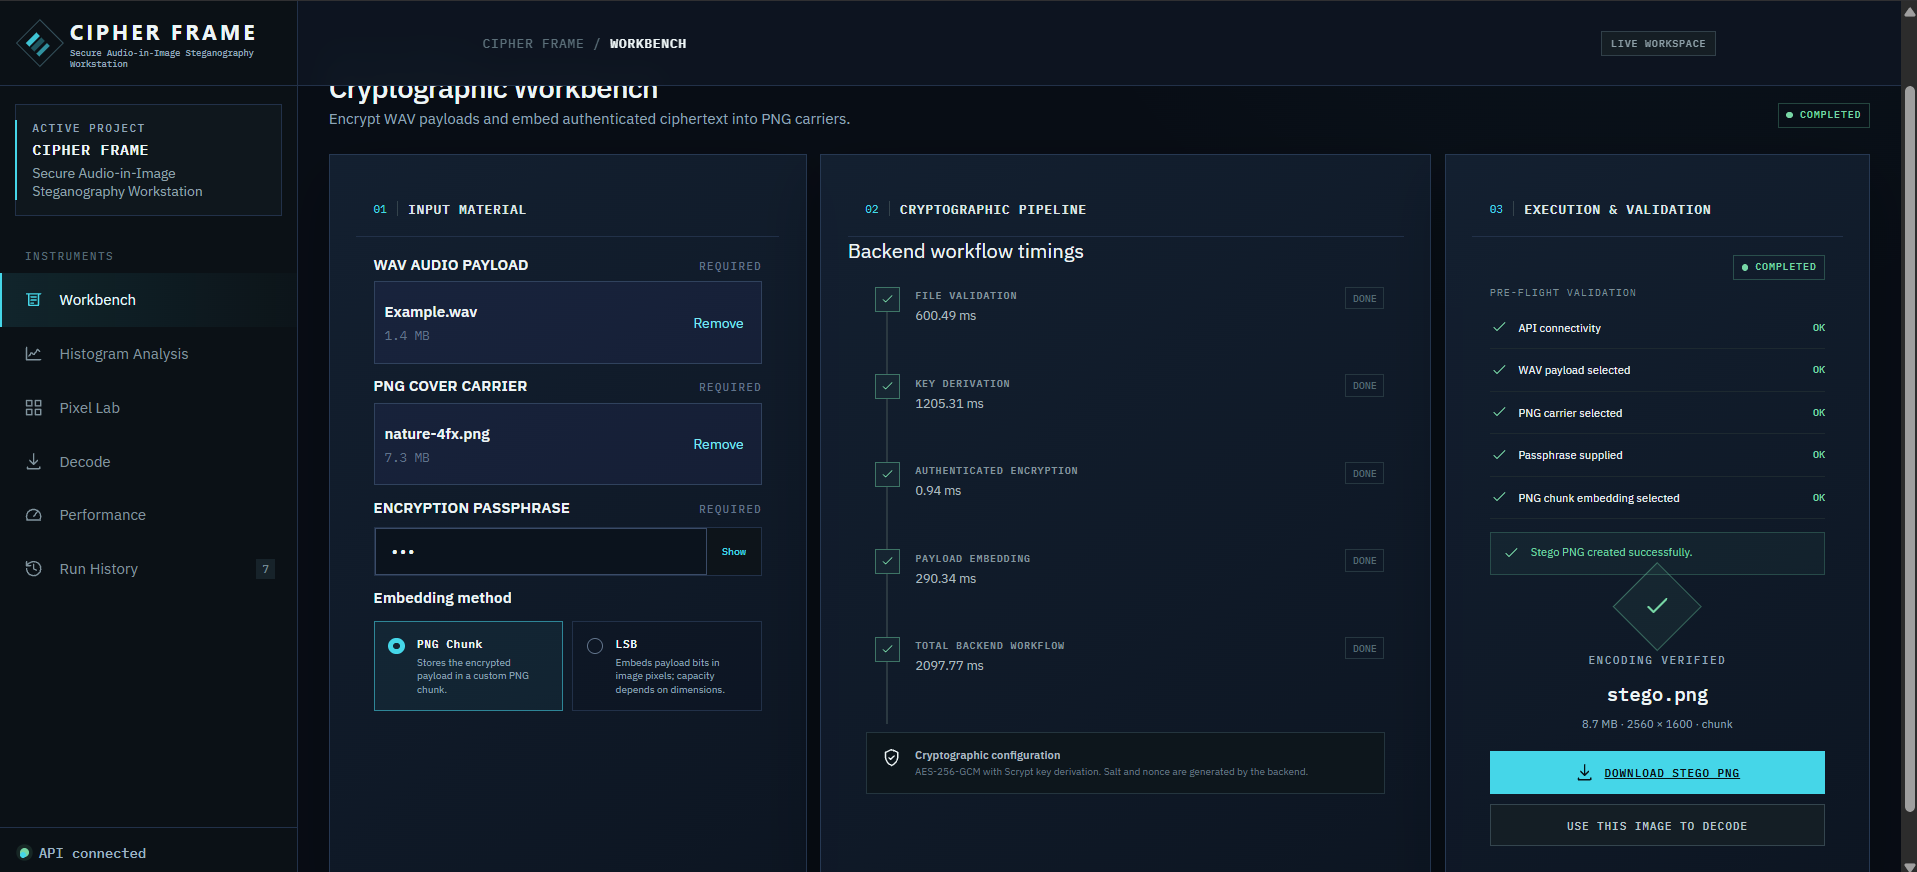 CIPHER FRAME
Secure Audio-in-Image Steganography
Workstation
CIPHER FRAME / WORKBENCH
LIVE WORKSPACE
ACTIVE PROJECT
CIPHER FRAME
Secure Audio-in-Image
Steganography Workstation
INSTRUMENTS
Workbench
Histogram Analysis
Pixel Lab
Decode
Performance
Run History 7
API connected
Cryptographic Workbench
Encrypt WAV payloads and embed authenticated ciphertext into PNG carriers.
COMPLETED
01 INPUT MATERIAL
WAV AUDIO PAYLOAD REQUIRED
Example.wav
1.4 MB
Remove
PNG COVER CARRIER REQUIRED
nature-4fx.png
7.3 MB
Remove
ENCRYPTION PASSPHRASE REQUIRED
••• Show
Embedding method
PNG Chunk
Stores the encrypted
payload in a custom PNG
chunk.
LSB
Embeds payload bits in
image pixels; capacity
depends on dimensions.
02 CRYPTOGRAPHIC PIPELINE
Backend workflow timings
FILE VALIDATION DONE
600.49 ms
KEY DERIVATION DONE
1205.31 ms
AUTHENTICATED ENCRYPTION DONE
0.94 ms
PAYLOAD EMBEDDING DONE
290.34 ms
TOTAL BACKEND WORKFLOW DONE
2097.77 ms
Cryptographic configuration
AES-256-GCM with Scrypt key derivation. Salt and nonce are generated by the backend.
03 EXECUTION & VALIDATION
COMPLETED
PRE-FLIGHT VALIDATION
API connectivity OK
WAV payload selected OK
PNG carrier selected OK
Passphrase supplied OK
PNG chunk embedding selected OK
Stego PNG created successfully.
ENCODING VERIFIED
stego.png
8.7 MB · 2560 × 1600 · chunk
DOWNLOAD STEGO PNG
USE THIS IMAGE TO DECODE